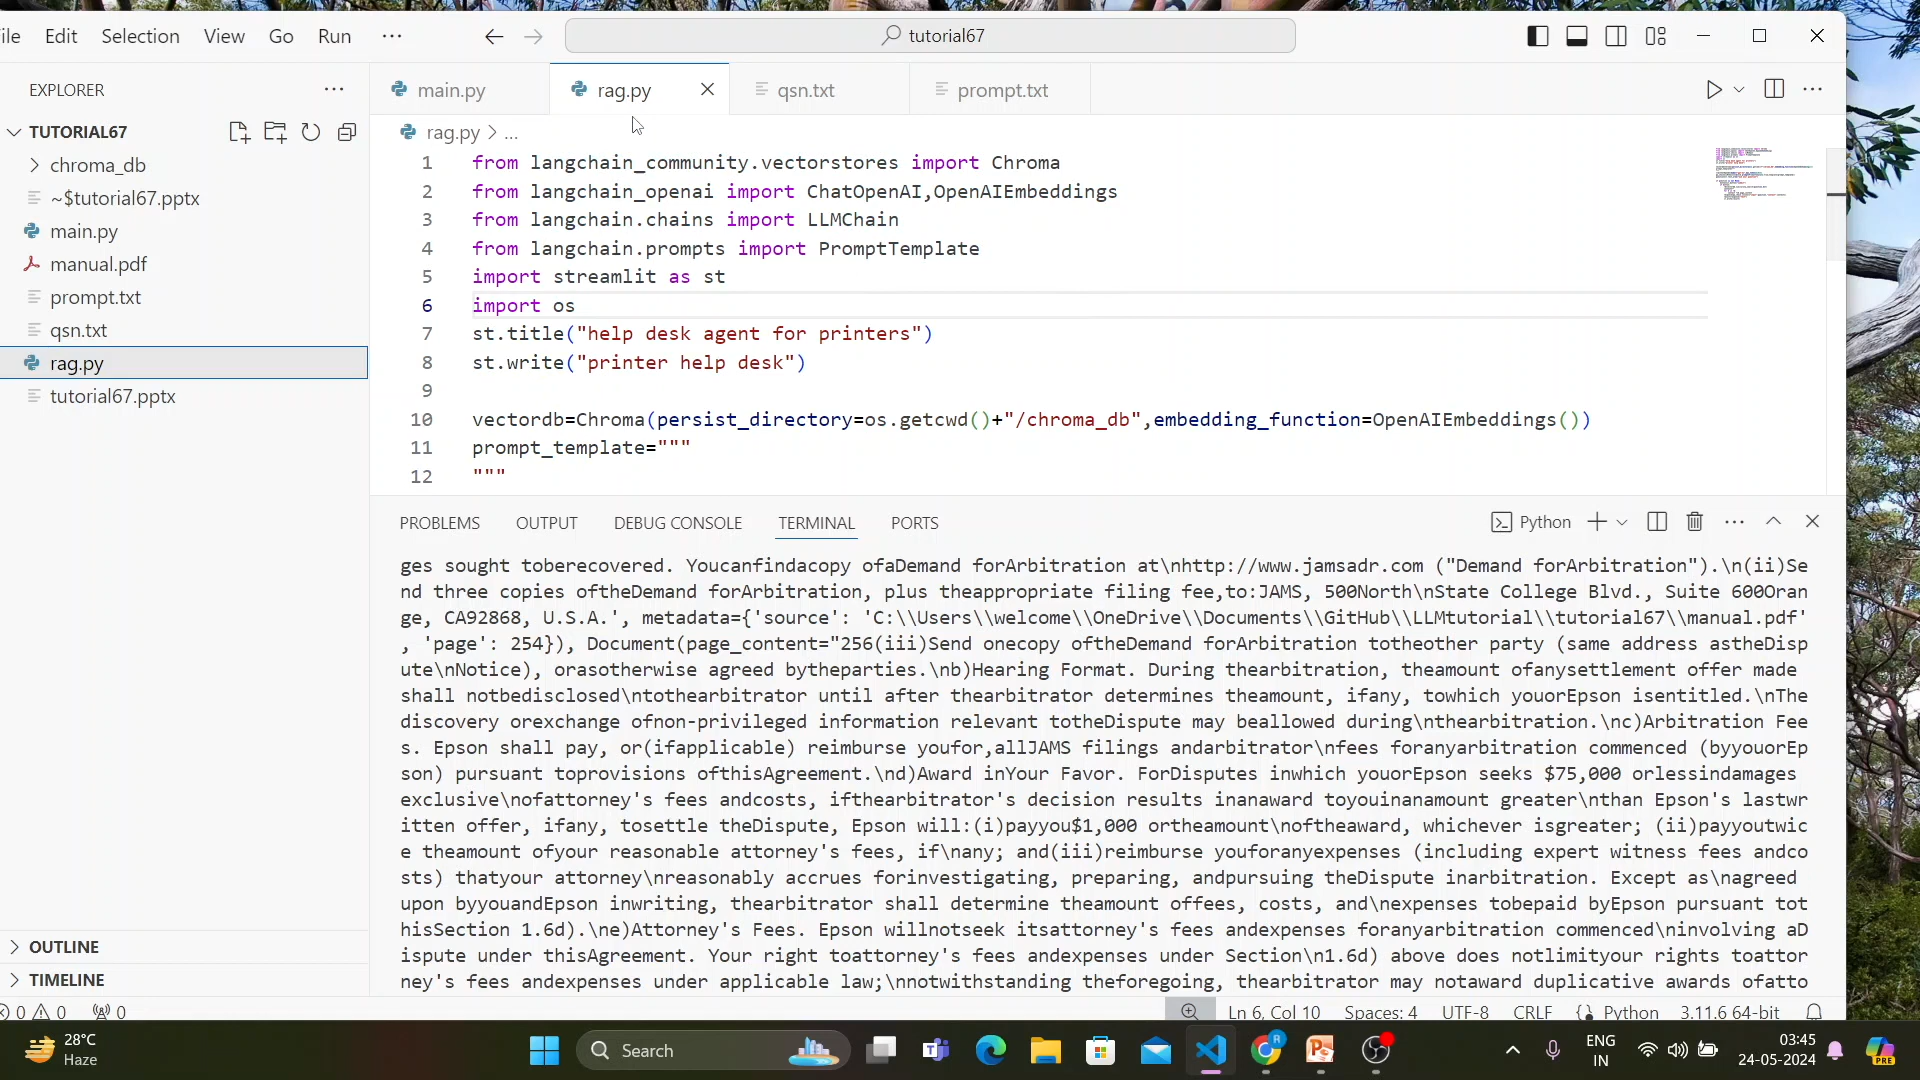 ile Edit Selection View Go Run ···
tutorial67
EXPLORER
main.py
rag.py
qsn.txt
prompt.txt
TUTORIAL67
chroma_db
~$tutorial67.pptx
main.py
manual.pdf
prompt.txt
qsn.txt
rag.py
tutorial67.pptx
OUTLINE
TIMELINE
rag.py > ...
1 from langchain_community.vectorstores import Chroma
2 from langchain_openai import ChatOpenAI,OpenAIEmbeddings
3 from langchain.chains import LLMChain
4 from langchain.prompts import PromptTemplate
5 import streamlit as st
6 import os
7 st.title("help desk agent for printers")
8 st.write("printer help desk")
9
10 vectordb=Chroma(persist_directory=os.getcwd()+"/chroma_db",embedding_function=OpenAIEmbeddings())
11 prompt_template="""
12 """
PROBLEMS OUTPUT DEBUG CONSOLE TERMINAL PORTS
Python
ges sought toberecovered. Youcanfindacopy ofaDemand forArbitration at\nhttp://www.jamsadr.com ("Demand forArbitration").\n(ii)Se
nd three copies oftheDemand forArbitration, plus theappropriate filing fee,to:JAMS, 500North\nState College Blvd., Suite 600Oran
ge, CA92868, U.S.A.', metadata={'source': 'C:\\Users\\welcome\\OneDrive\\Documents\\GitHub\\LLMtutorial\\tutorial67\\manual.pdf'
, 'page': 254}), Document(page_content="256(iii)Send onecopy oftheDemand forArbitration totheother party (same address astheDisp
ute\nNotice), orasotherwise agreed bytheparties.\nb)Hearing Format. During thearbitration, theamount ofanysettlement offer made
shall notbedisclosed\ntothearbitrator until after thearbitrator determines theamount, ifany, towhich youorEpson isentitled.\nThe
discovery orexchange ofnon-privileged information relevant totheDispute may beallowed during\nthearbitration.\nc)Arbitration Fee
s. Epson shall pay, or(ifapplicable) reimburse youfor,allJAMS filings andarbitrator\nfees foranyarbitration commenced (byyouorEp
son) pursuant toprovisions ofthisAgreement.\nd)Award inYour Favor. ForDisputes inwhich youorEpson seeks $75,000 orlessindamages
exclusive\nofattorney's fees andcosts, ifthearbitrator's decision results inanaward toyouinanamount greater\nthan Epson's lastwr
itten offer, ifany, tosettle theDispute, Epson will:(i)payyou$1,000 ortheamount\noftheaward, whichever isgreater; (ii)payyoutwic
e theamount ofyour reasonable attorney's fees, if\nany; and(iii)reimburse youforanyexpenses (including expert witness fees andco
sts) thatyour attorney\nreasonably accrues forinvestigating, preparing, andpursuing theDispute inarbitration. Except as\nagreed
upon byyouandEpson inwriting, thearbitrator shall determine theamount offees, costs, and\nexpenses tobepaid byEpson pursuant tot
hisSection 1.6d).\ne)Attorney's Fees. Epson willnotseek itsattorney's fees andexpenses foranyarbitration commenced\ninvolving aD
ispute under thisAgreement. Your right toattorney's fees andexpenses under Section\n1.6d) above does notlimityour rights toattor
ney's fees andexpenses under applicable law;\nnotwithstanding theforegoing, thearbitrator may notaward duplicative awards ofatto
0 0 0 Ln 6, Col 10 Spaces: 4 UTF-8 CRLF Python 3.11.6 64-bit
28°C
Haze
Search
ENG
IN
03:45
24-05-2024
PRE